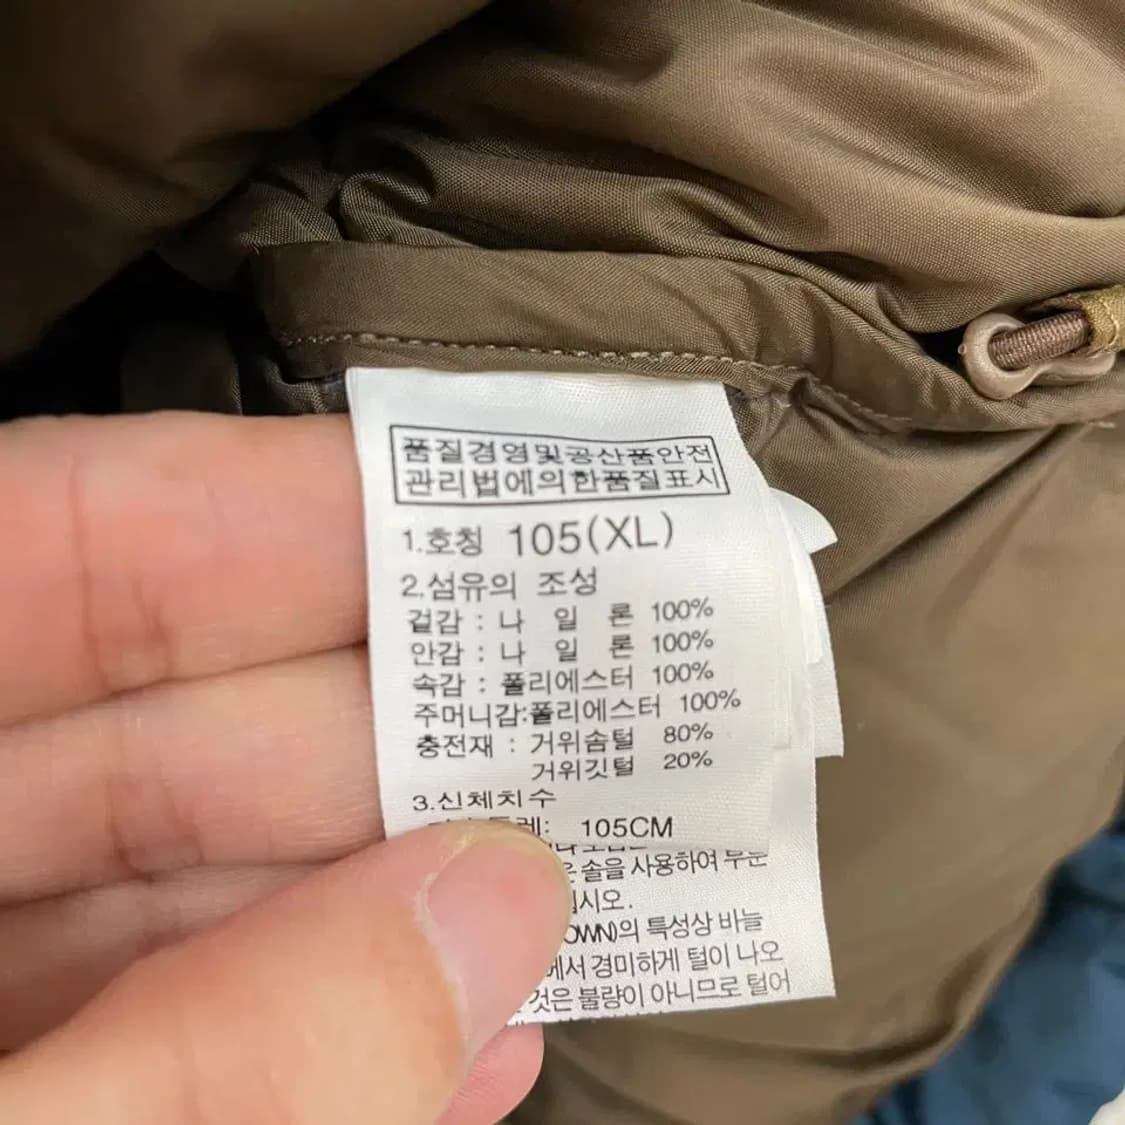 품질경영및공산품안전
관리법에의한품질표시
1.호칭 105(XL)
2.섬유의 조성
겉감 : 나 일 론 100%
안감 : 나 일 론 100%
속감 : 폴리에스터 100%
주머니감:폴리에스터 100%
충전재 : 거위솜털 80%
거위깃털 20%
3.신체치수
105CM
솔을 사용하여 부분
십시오.
OWN)의 특성상 바늘
에서 경미하게 털이 나오
것은 불량이 아니므로 털어